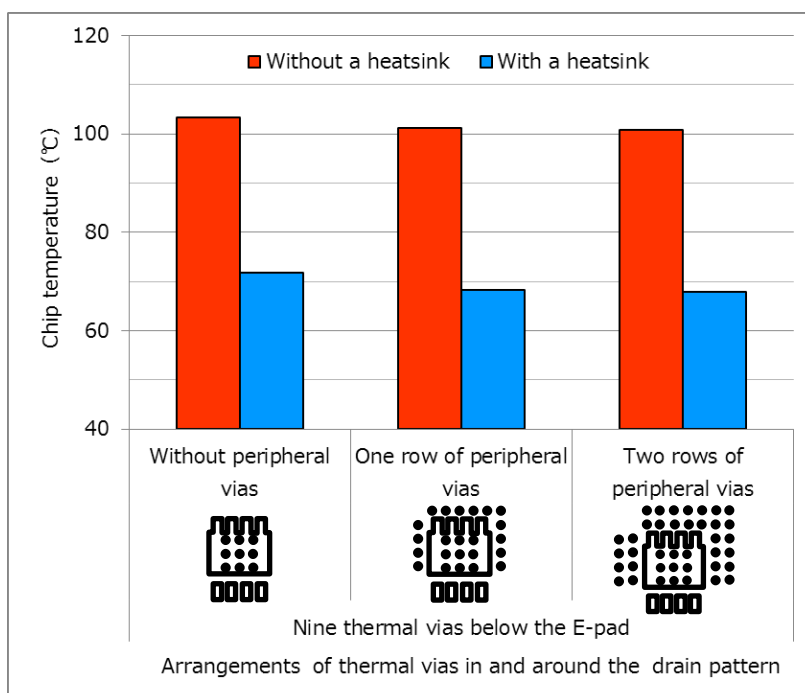 120
Without a heatsink With a heatsink
100
80
60
40
Chip temperature (℃)
Without peripheral
vias
One row of peripheral
vias
Two rows of
peripheral vias
Nine thermal vias below the E-pad
Arrangements of thermal vias in and around the drain pattern